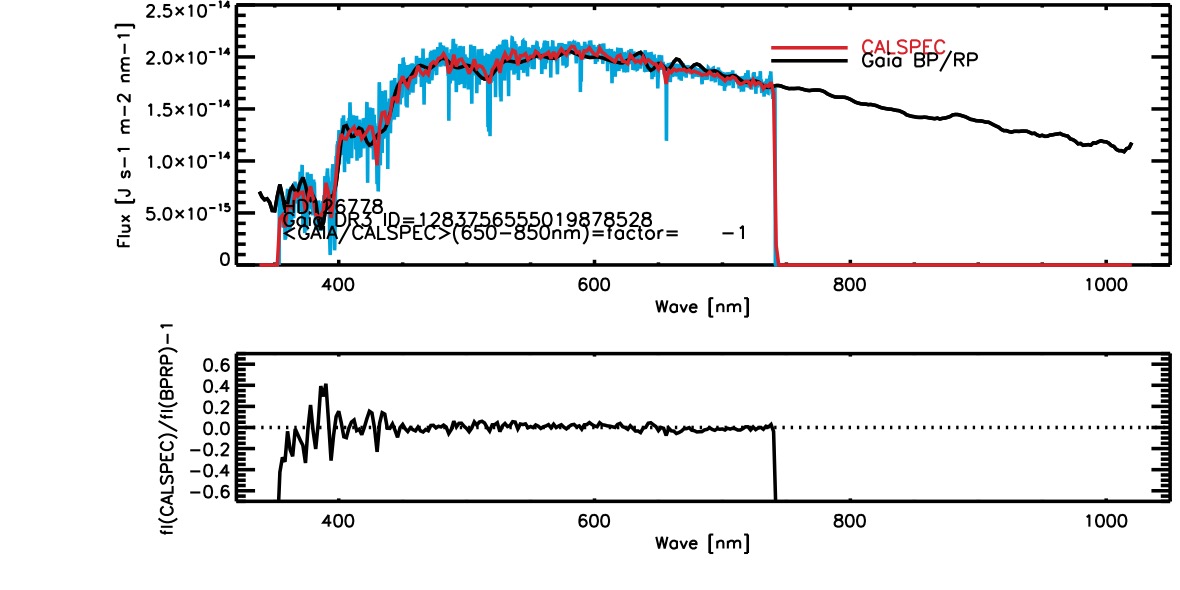 2.5×10−14
2.0×10−14
1.5×10−14
1.0×10−14
5.0×10−15
0
Flux [J s−1 m−2 nm−1]
CALSPEC
Gaia BP/RP
HD126778
Gaia DR3 ID=1283756555019878528
<GAIA/CALSPEC>(650−850nm)=factor= −1
400 600 800 1000
Wave [nm]
0.6
0.4
0.2
0.0
−0.2
−0.4
−0.6
fl(CALSPEC)/fl(BPRP)−1
400 600 800 1000
Wave [nm]